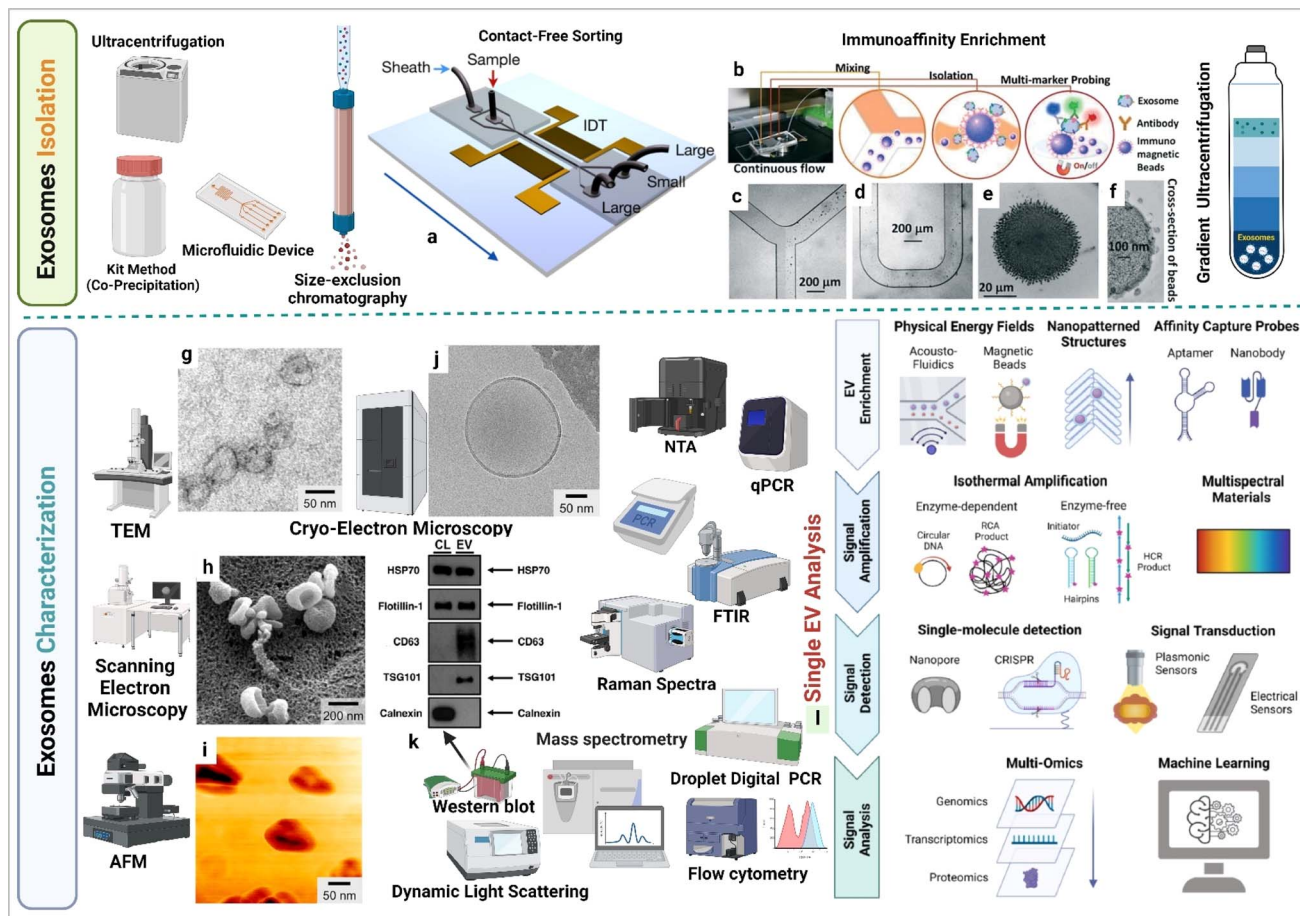 Exosomes Isolation
Ultracentrifugation
Kit Method
(Co-Precipitation)
Microfluidic Device
Size-exclusion
chromatography
Contact-Free Sorting
Sheath
Sample
IDT
Large
Small
Large
a
Immunoaffinity Enrichment
b
Mixing
Isolation
Multi-marker Probing
Continuous flow
On/off
Exosome
Antibody
Immuno
magnetic
Beads
c
200 μm
d
200 μm
e
20 μm
f
100 nm
Cross-section of beads
Gradient Ultracentrifugation
Exosomes
Exosomes Characterization
TEM
g
50 nm
j
50 nm
Cryo-Electron Microscopy
NTA
qPCR
PCR
FTIR
Raman Spectra
Scanning
Electron
Microscopy
h
200 nm
CL EV
HSP70 HSP70
Flotillin-1 Flotillin-1
CD63 CD63
TSG101 TSG101
Calnexin Calnexin
k
Western blot
Mass spectrometry
Droplet Digital PCR
AFM
i
50 nm
Dynamic Light Scattering
Flow cytometry
Single EV Analysis
l
EV
Enrichment
Physical Energy Fields
Acousto-
Fluidics
Magnetic
Beads
Nanopatterned
Structures
Affinity Capture Probes
Aptamer
Nanobody
Signal
Amplification
Isothermal Amplification
Enzyme-dependent
Circular
DNA
RCA
Product
Enzyme-free
Initiator
Hairpins
HCR
Product
Multispectral
Materials
Signal
Detection
Single-molecule detection
Nanopore
CRISPR
Signal Transduction
Plasmonic
Sensors
Electrical
Sensors
Signal
Analysis
Multi-Omics
Genomics
Transcriptomics
Proteomics
Machine Learning